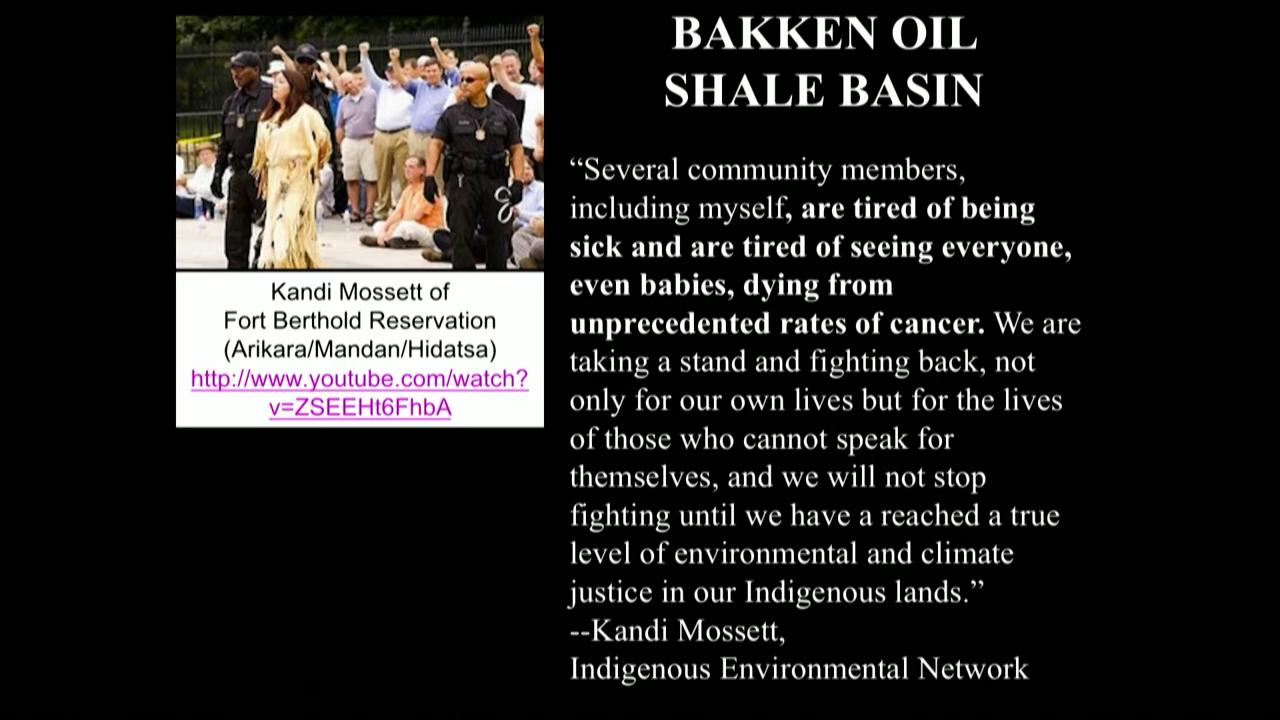 BAKKEN OIL
SHALE BASIN
Kandi Mossett of
Fort Berthold Reservation
(Arikara/Mandan/Hidatsa)
http://www.youtube.com/watch?
v=ZSEEHt6FhbA
“Several community members,
including myself, are tired of being
sick and are tired of seeing everyone,
even babies, dying from
unprecedented rates of cancer. We are
taking a stand and fighting back, not
only for our own lives but for the lives
of those who cannot speak for
themselves, and we will not stop
fighting until we have a reached a true
level of environmental and climate
justice in our Indigenous lands.”
--Kandi Mossett,
Indigenous Environmental Network